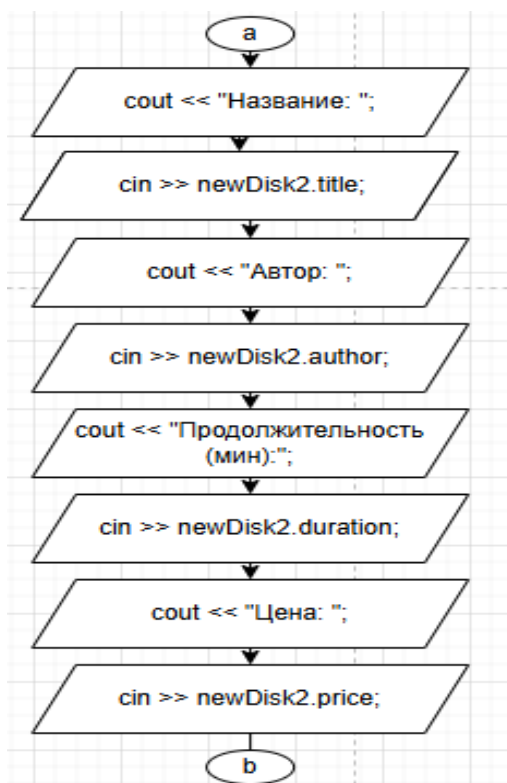 a
cout << "Название: ";
cin >> newDisk2.title;
cout << "Автор: ";
cin >> newDisk2.author;
cout << "Продолжительность
(мин):";
cin >> newDisk2.duration;
cout << "Цена: ";
cin >> newDisk2.price;
b